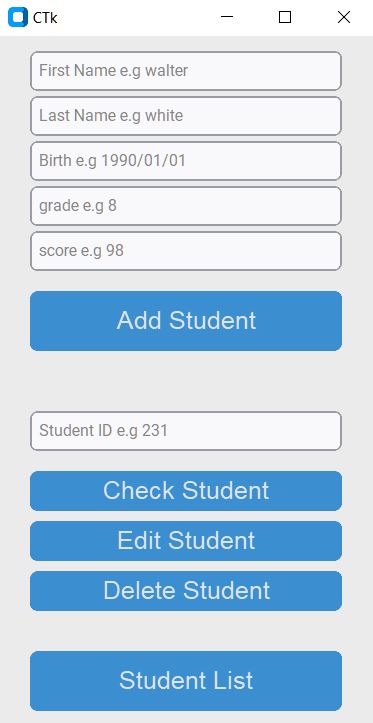 CTk
First Name e.g walter
Last Name e.g white
Birth e.g 1990/01/01
grade e.g 8
score e.g 98
Add Student
Student ID e.g 231
Check Student
Edit Student
Delete Student
Student List